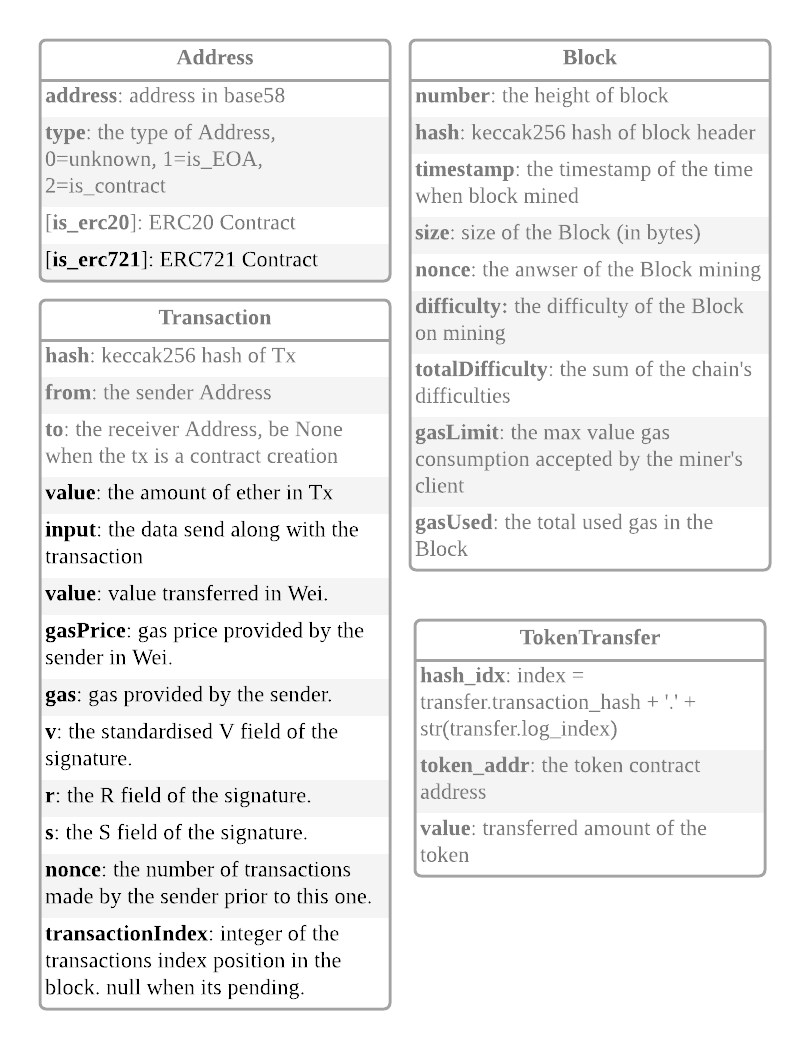 Address
address: address in base58
type: the type of Address,
0=unknown, 1=is_EOA,
2=is_contract
[is_erc20]: ERC20 Contract
[is_erc721]: ERC721 Contract
Transaction
hash: keccak256 hash of Tx
from: the sender Address
to: the receiver Address, be None
when the tx is a contract creation
value: the amount of ether in Tx
input: the data send along with the
transaction
value: value transferred in Wei.
gasPrice: gas price provided by the
sender in Wei.
gas: gas provided by the sender.
v: the standardised V field of the
signature.
r: the R field of the signature.
s: the S field of the signature.
nonce: the number of transactions
made by the sender prior to this one.
transactionIndex: integer of the
transactions index position in the
block. null when its pending.
Block
number: the height of block
hash: keccak256 hash of block header
timestamp: the timestamp of the time
when block mined
size: size of the Block (in bytes)
nonce: the anwser of the Block mining
difficulty: the difficulty of the Block
on mining
totalDifficulty: the sum of the chain's
difficulties
gasLimit: the max value gas
consumption accepted by the miner's
client
gasUsed: the total used gas in the
Block
TokenTransfer
hash_idx: index =
transfer.transaction_hash + '.' +
str(transfer.log_index)
token_addr: the token contract
address
value: transferred amount of the
token